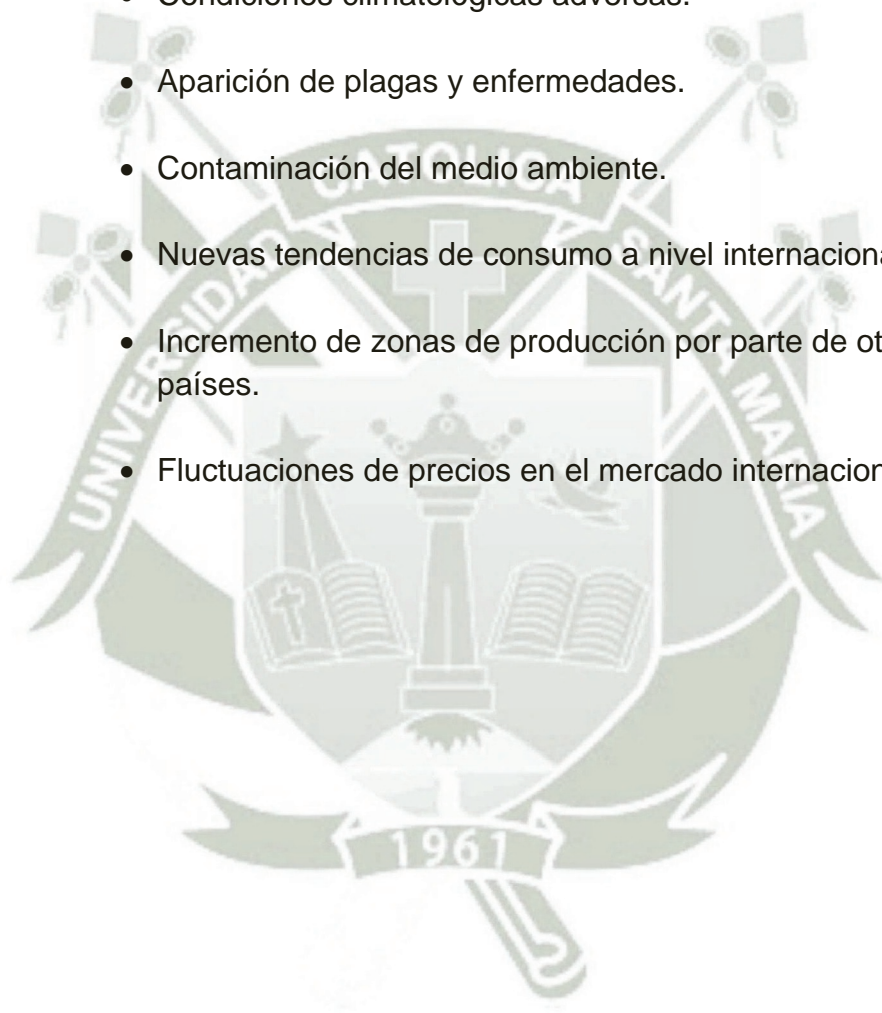 • Condiciones climatológicas adversas.
• Aparición de plagas y enfermedades.
• Contaminación del medio ambiente.
• Nuevas tendencias de consumo a nivel internaciona
• Incremento de zonas de producción por parte de ot
países.
• Fluctuaciones de precios en el mercado internacion
UNIVERSIDAD CATOLICA SANTA MARIA
1961